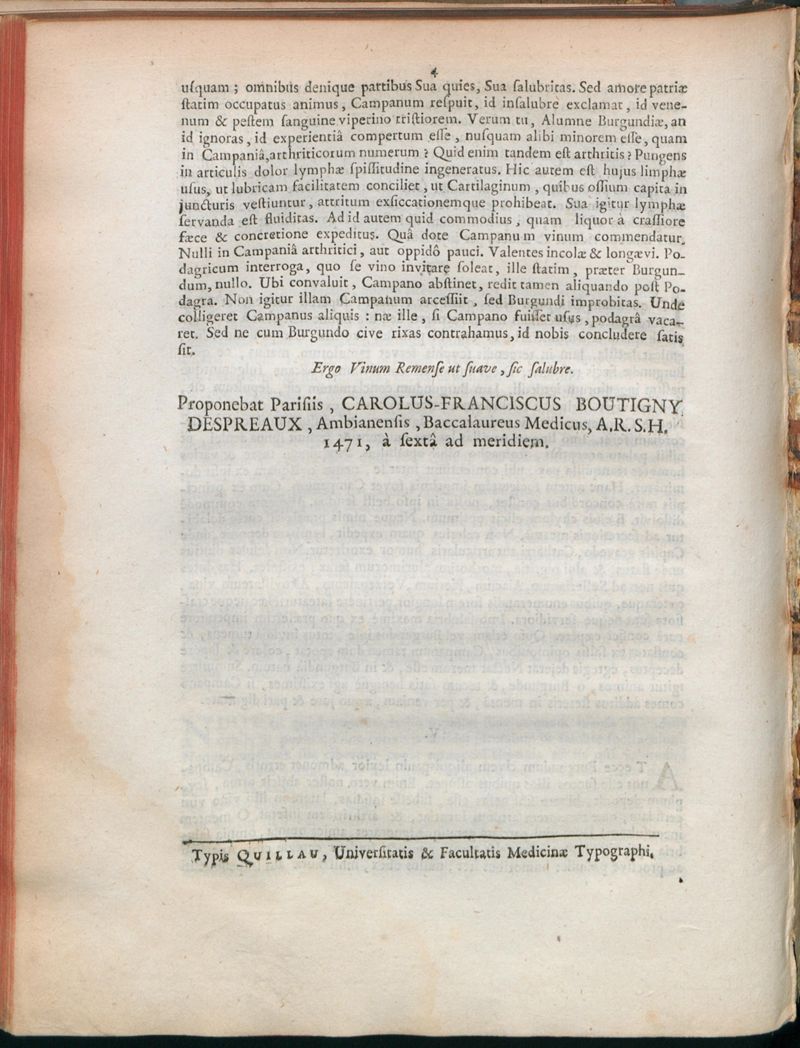 4
uſquam ; omnibus denique partibus Sua quies, Sua ſalubritas. Sed amore patriæ
ſtatim occupatus animus, Campanum reſpuit, id inſalubre exclamat, id vene-
num & peſtem ſanguine viperino triſtiorem. Verùm tu, Alumne Burgundiæ, an
id ignoras, id experientiâ compertum eſſe, nuſquam alibi minorem eſſe, quam
in Campaniâ, arthriticorum numerum ? Quid enim tandem eſt arthritis ? Pungens
in articulis dolor lymphæ ſpiſſitudine ingeneratus. Hic autem eſt hujus limphæ
uſus, ut lubricam facilitatem conciliet, ut Cartilaginum, quibus oſſium capita in
juncturis veſtiuntur, attritum exſiccationemque prohibeat. Sua igitur lymphæ
ſervanda eſt fluiditas. Ad id autem quid commodius, quam liquor à craſſiore
fæce & concretione expeditus. Quâ dote Campanum vinum commendatur.
Nulli in Campaniâ arthritici, aut oppidò pauci. Valentes incolæ & longævi. Po-
dagricum interroga, quo ſe vino invitare ſoleat, ille ſtatim, præter Burgun-
dum, nullo. Ubi convaluit, Campano abſtinet, redit tamen aliquando poſt Po-
dagra. Non igitur illam Campanum arceſſiit, ſed Burgundi improbitas. Unde
colligeret Campanus aliquis : næ ille, ſi Campano fuiſſet uſus, podagrâ vaca-
ret. Sed ne cum Burgundo cive rixas contrahamus, id nobis concludere ſatis
ſit.
Ergo Vinum Remenſe ut ſuave, ſic ſalubre.
Proponebat Pariſiis, CAROLUS-FRANCISCUS BOUTIGNY
DESPREAUX, Ambianenſis, Baccalaureus Medicus, A.R.S.H.
1471, à ſextâ ad meridiem.
Typis QUILLAU, Univerſitatis & Facultatis Medicinæ Typographi.